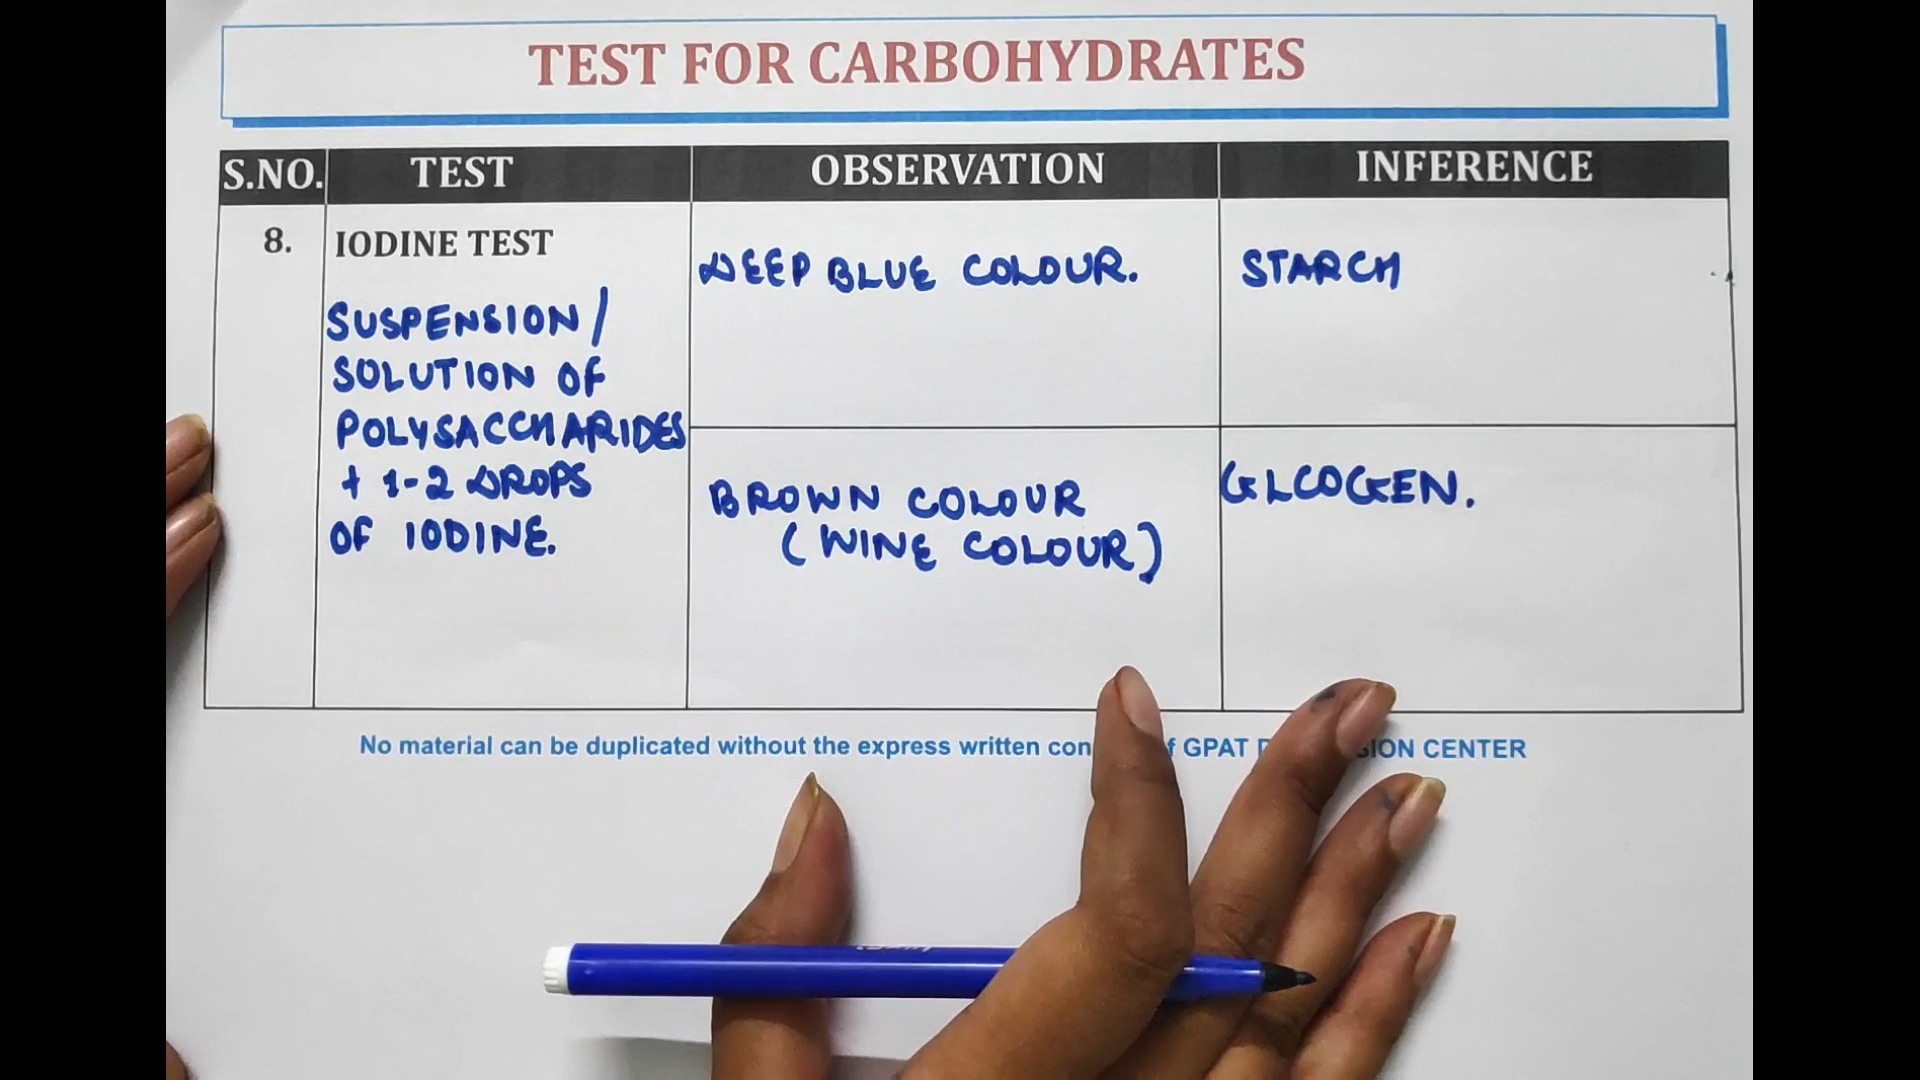 TEST FOR CARBOHYDRATES
S.NO. TEST OBSERVATION INFERENCE
8. IODINE TEST
SUSPENSION/
SOLUTION OF
POLYSACCHARIDES
+ 1-2 DROPS
OF IODINE.
DEEP BLUE COLOUR.
STARCH
BROWN COLOUR
(WINE COLOUR)
GLCOGEN.
No material can be duplicated without the express written con f GPAT SION CENTER